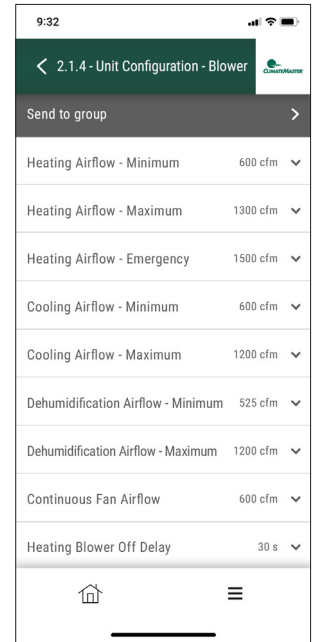 9:32
2.1.4 - Unit Configuration - Blower
ClimateMaster
Send to group
Heating Airflow - Minimum 600 cfm
Heating Airflow - Maximum 1300 cfm
Heating Airflow - Emergency 1500 cfm
Cooling Airflow - Minimum 600 cfm
Cooling Airflow - Maximum 1200 cfm
Dehumidification Airflow - Minimum 525 cfm
Dehumidification Airflow - Maximum 1200 cfm
Continuous Fan Airflow 600 cfm
Heating Blower Off Delay 30 s